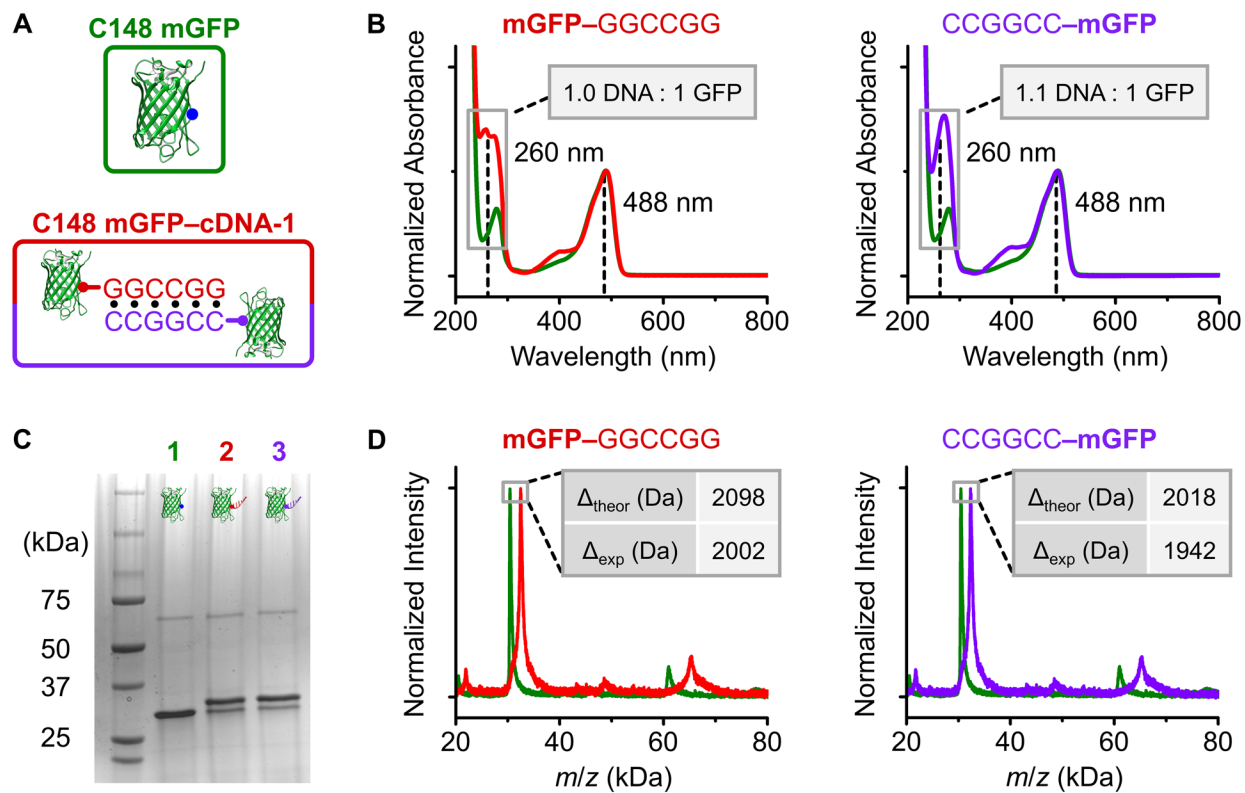 A
C148 mGFP
C148 mGFP–cDNA-1
GGCCGG
CCGGCC
B
mGFP–GGCCGG
Normalized Absorbance
1.0 DNA : 1 GFP
260 nm
488 nm
200 400 600 800
Wavelength (nm)
CCGGCC–mGFP
Normalized Absorbance
1.1 DNA : 1 GFP
260 nm
488 nm
200 400 600 800
Wavelength (nm)
C
1 2 3
(kDa)
75
50
37
25
D
mGFP–GGCCGG
Normalized Intensity
Δtheor (Da) 2098
Δexp (Da) 2002
20 40 60 80
m/z (kDa)
CCGGCC–mGFP
Normalized Intensity
Δtheor (Da) 2018
Δexp (Da) 1942
20 40 60 80
m/z (kDa)